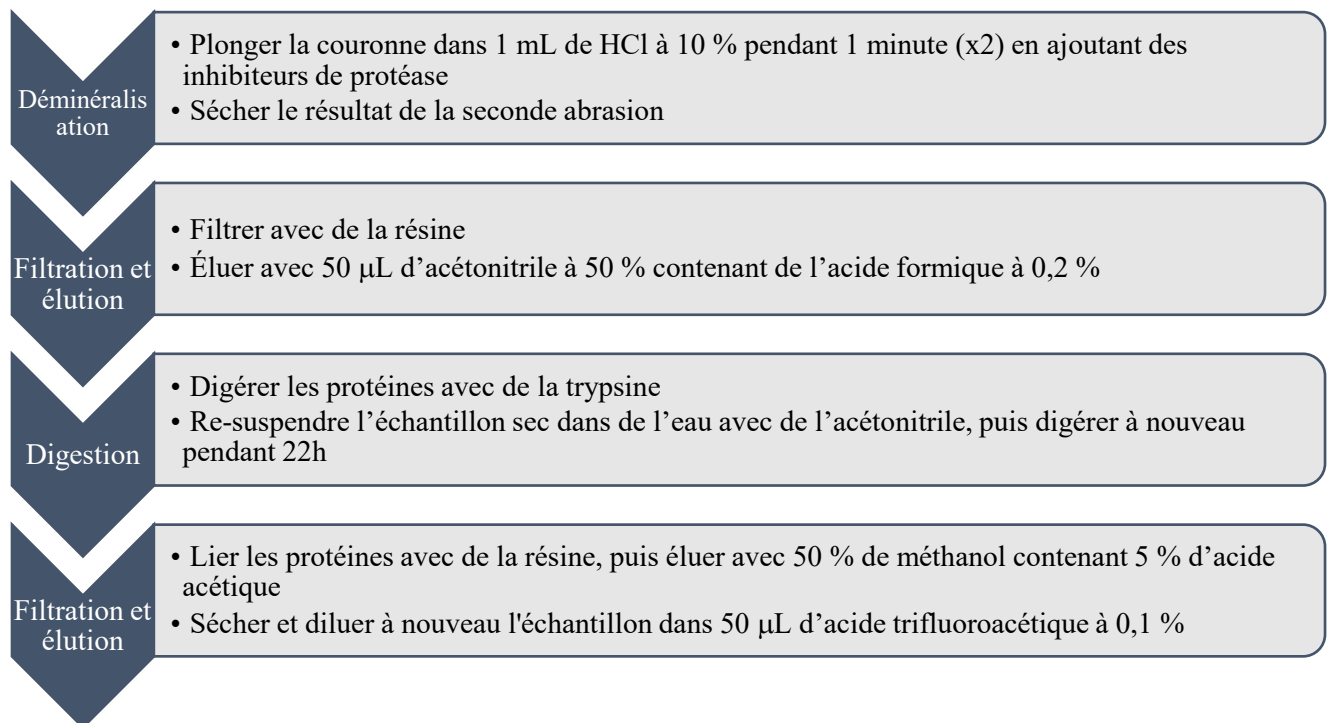 Déminéralis
ation
• Plonger la couronne dans 1 mL de HCl à 10 % pendant 1 minute (x2) en ajoutant des
inhibiteurs de protéase
• Sécher le résultat de la seconde abrasion
Filtration et
élution
• Filtrer avec de la résine
• Éluer avec 50 μL d’acétonitrile à 50 % contenant de l’acide formique à 0,2 %
Digestion
• Digérer les protéines avec de la trypsine
• Re-suspendre l’échantillon sec dans de l’eau avec de l’acétonitrile, puis digérer à nouveau
pendant 22h
Filtration et
élution
• Lier les protéines avec de la résine, puis éluer avec 50 % de méthanol contenant 5 % d’acide
acétique
• Sécher et diluer à nouveau l'échantillon dans 50 μL d’acide trifluoroacétique à 0,1 %